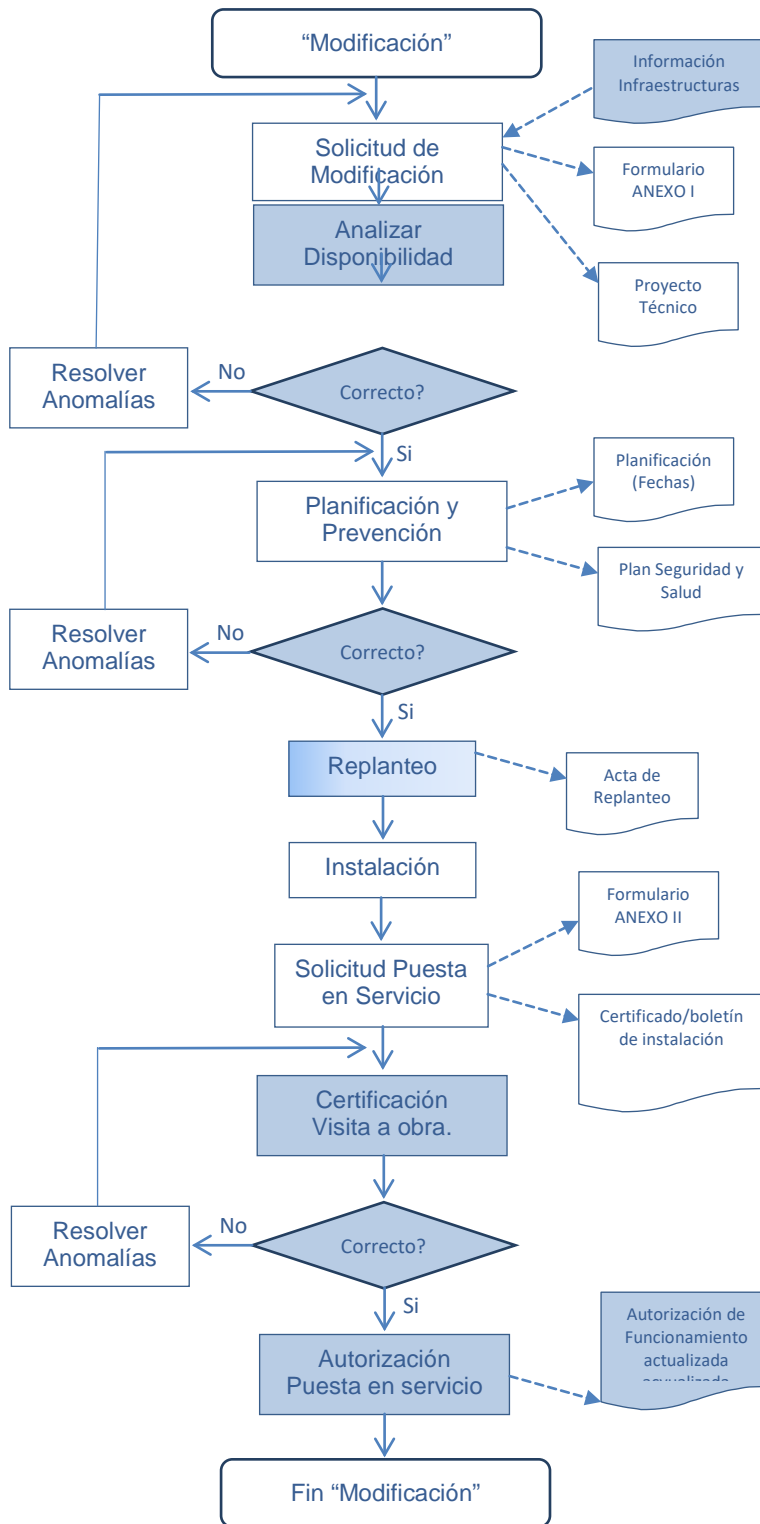 “Modificación”
Información
Infraestructuras
Solicitud de
Modificación
Formulario
ANEXO I
Analizar
Disponibilidad
Proyecto
Técnico
Resolver
Anomalías
No
Correcto?
Si
Planificación y
Prevención
Planificación
(Fechas)
Plan Seguridad y
Salud
Resolver
Anomalías
No
Correcto?
Si
Replanteo
Acta de
Replanteo
Instalación
Formulario
ANEXO II
Solicitud Puesta
en Servicio
Certificado/boletín
de instalación
Certificación
Visita a obra.
Resolver
Anomalías
No
Correcto?
Si
Autorización
Puesta en servicio
Autorización de
Funcionamiento
actualizada
Fin “Modificación”